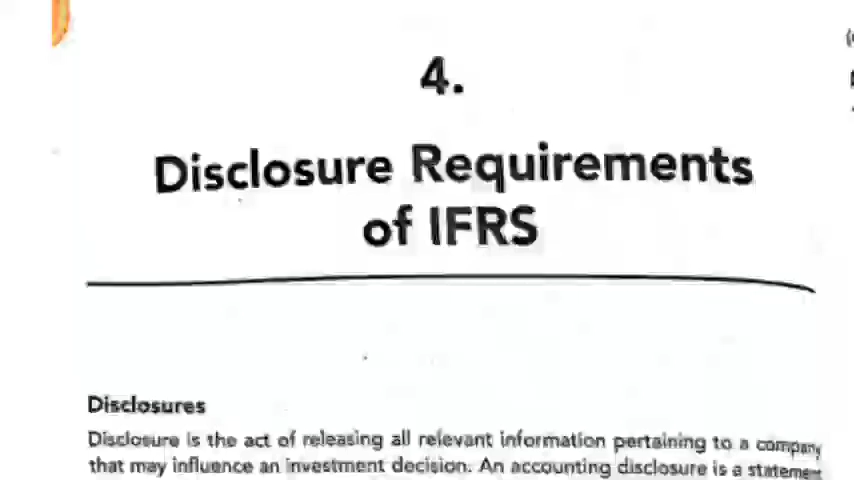 4.
Disclosure Requirements
of IFRS
Disclosures
Disclosure is the act of releasing all relevant information pertaining to a company
that may influence an investment decision. An accounting disclosure is a statement